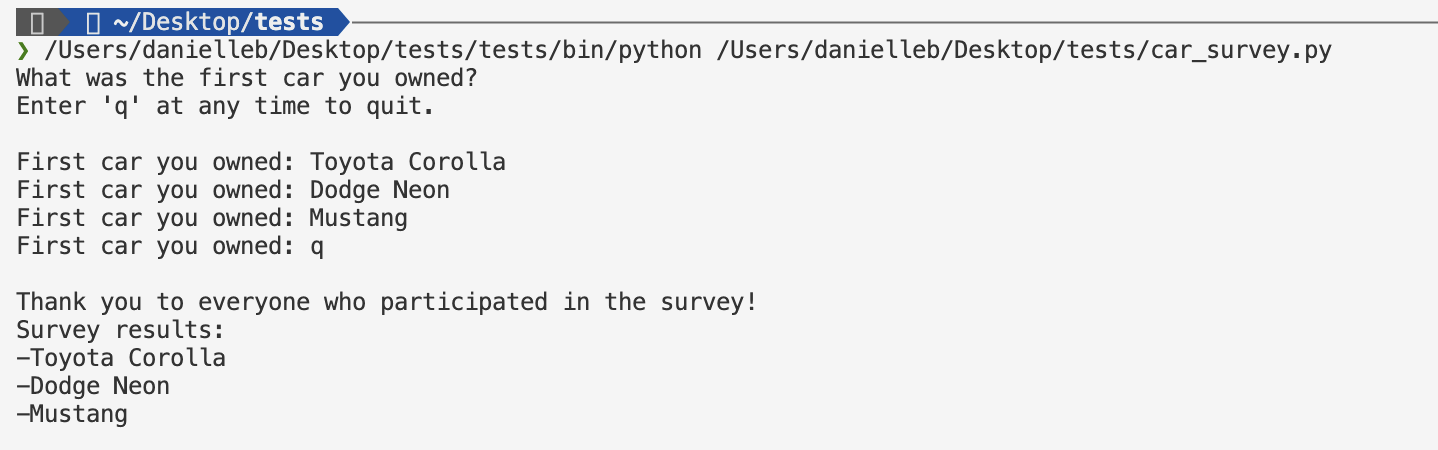 ~/Desktop/tests
❯ /Users/danielleb/Desktop/tests/tests/bin/python /Users/danielleb/Desktop/tests/car_survey.py
What was the first car you owned?
Enter 'q' at any time to quit.
First car you owned: Toyota Corolla
First car you owned: Dodge Neon
First car you owned: Mustang
First car you owned: q
Thank you to everyone who participated in the survey!
Survey results:
-Toyota Corolla
-Dodge Neon
-Mustang